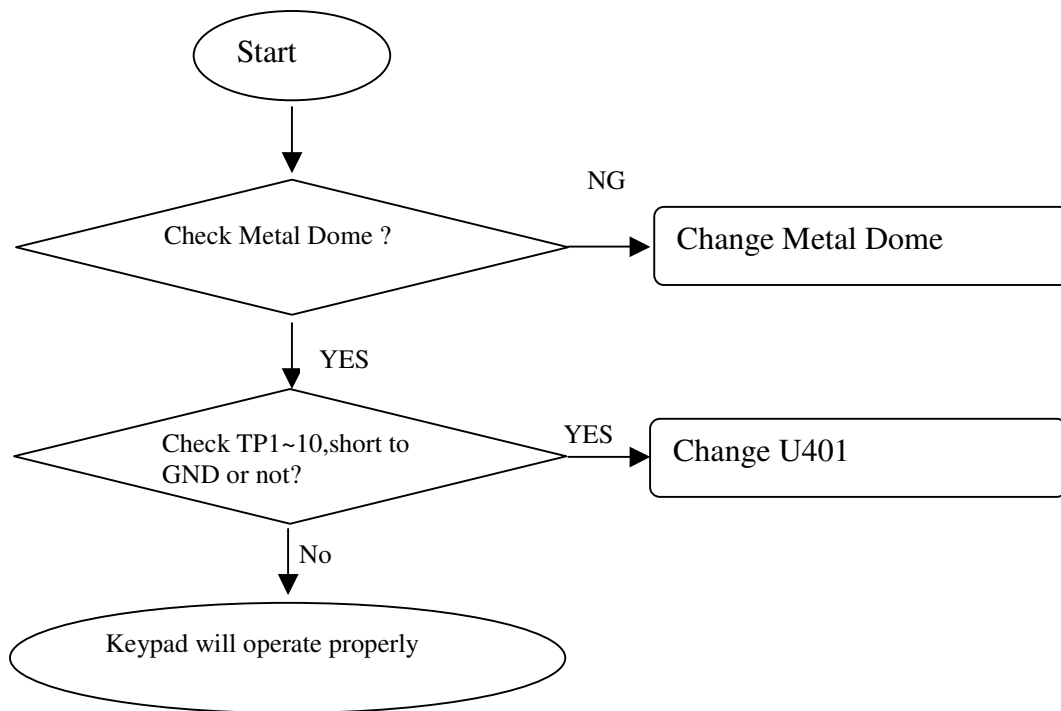 Start
NG
Check Metal Dome ?
Change Metal Dome
YES
Check TP1~10,short to
GND or not?
YES
Change U401
No
Keypad will operate properly